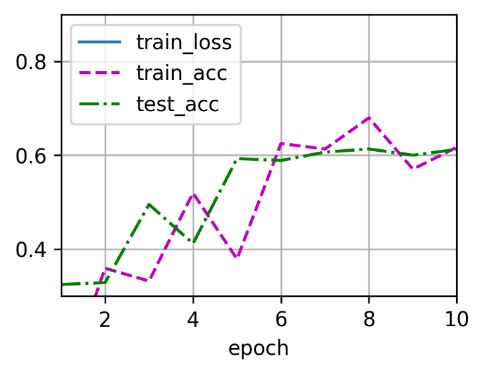 train_loss
train_acc
test_acc
0.8
0.6
0.4
2 4 6 8 10
epoch